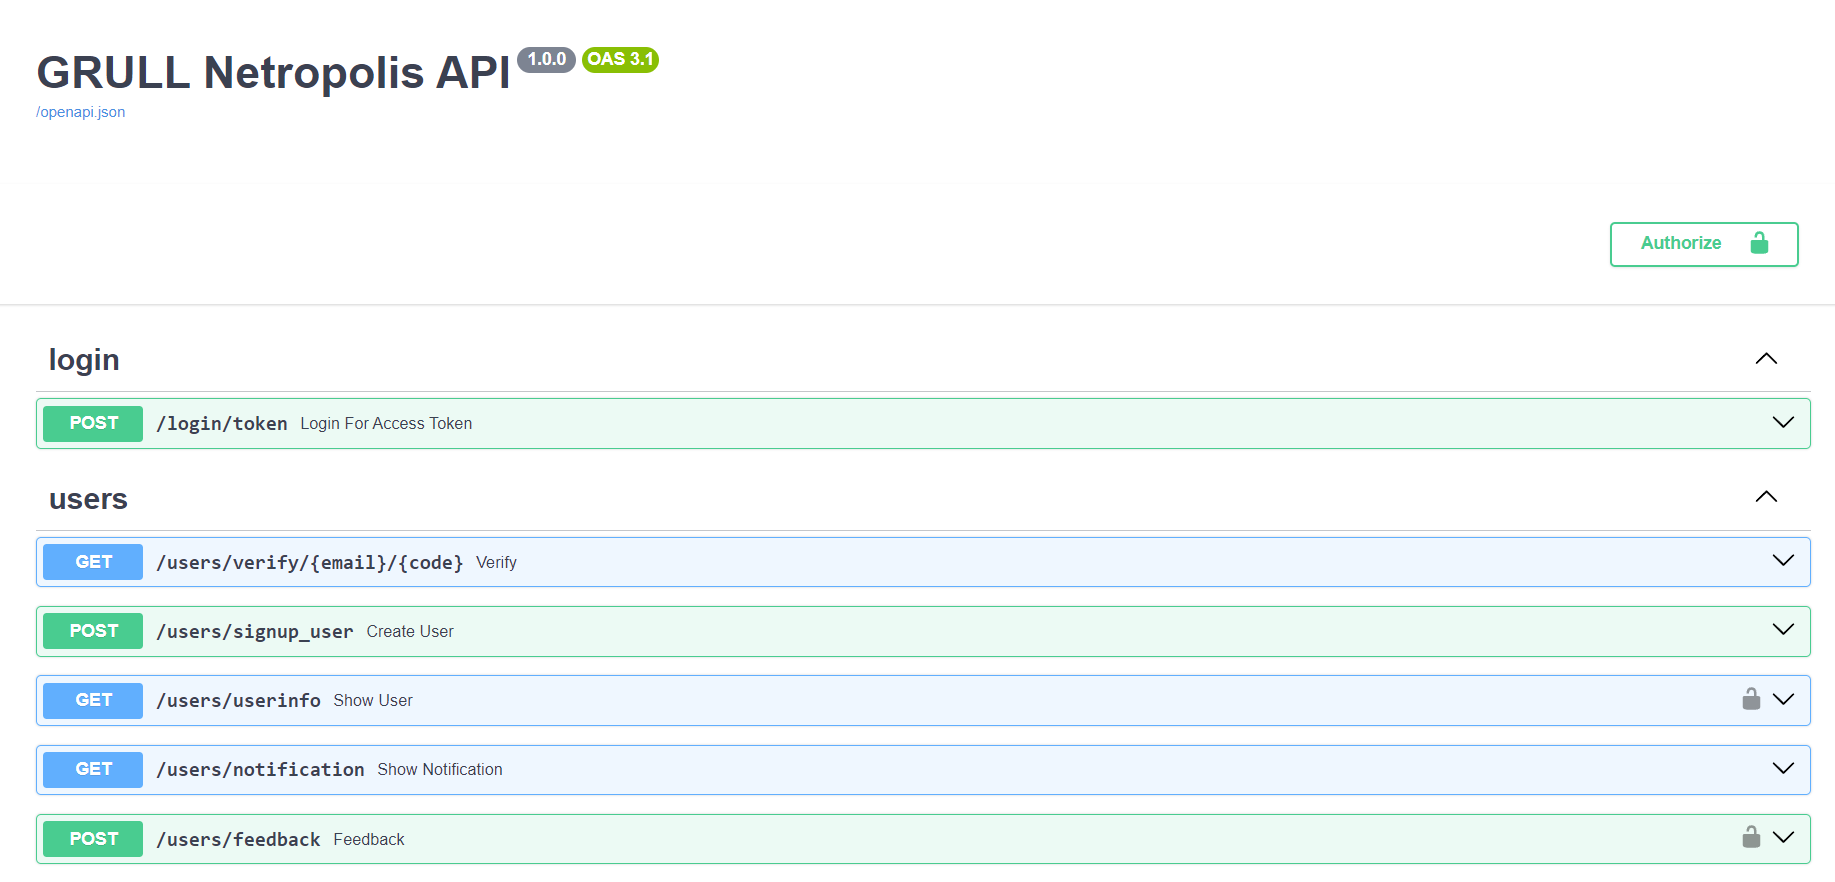 GRULL Netropolis API 1.0.0 OAS 3.1
/openapi.json
Authorize
login
POST /login/token Login For Access Token
users
GET /users/verify/{email}/{code} Verify
POST /users/signup_user Create User
GET /users/userinfo Show User
GET /users/notification Show Notification
POST /users/feedback Feedback